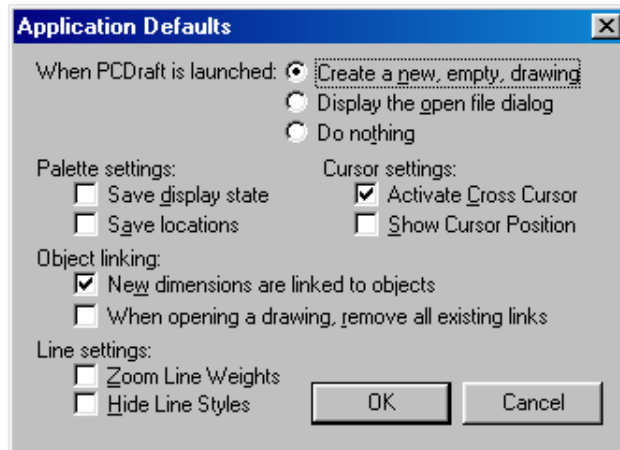 Application Defaults
When PCDraft is launched: Create a new, empty, drawing
Display the open file dialog
Do nothing
Palette settings: Cursor settings:
Save display state Activate Cross Cursor
Save locations Show Cursor Position
Object linking:
New dimensions are linked to objects
When opening a drawing, remove all existing links
Line settings:
Zoom Line Weights
Hide Line Styles OK Cancel